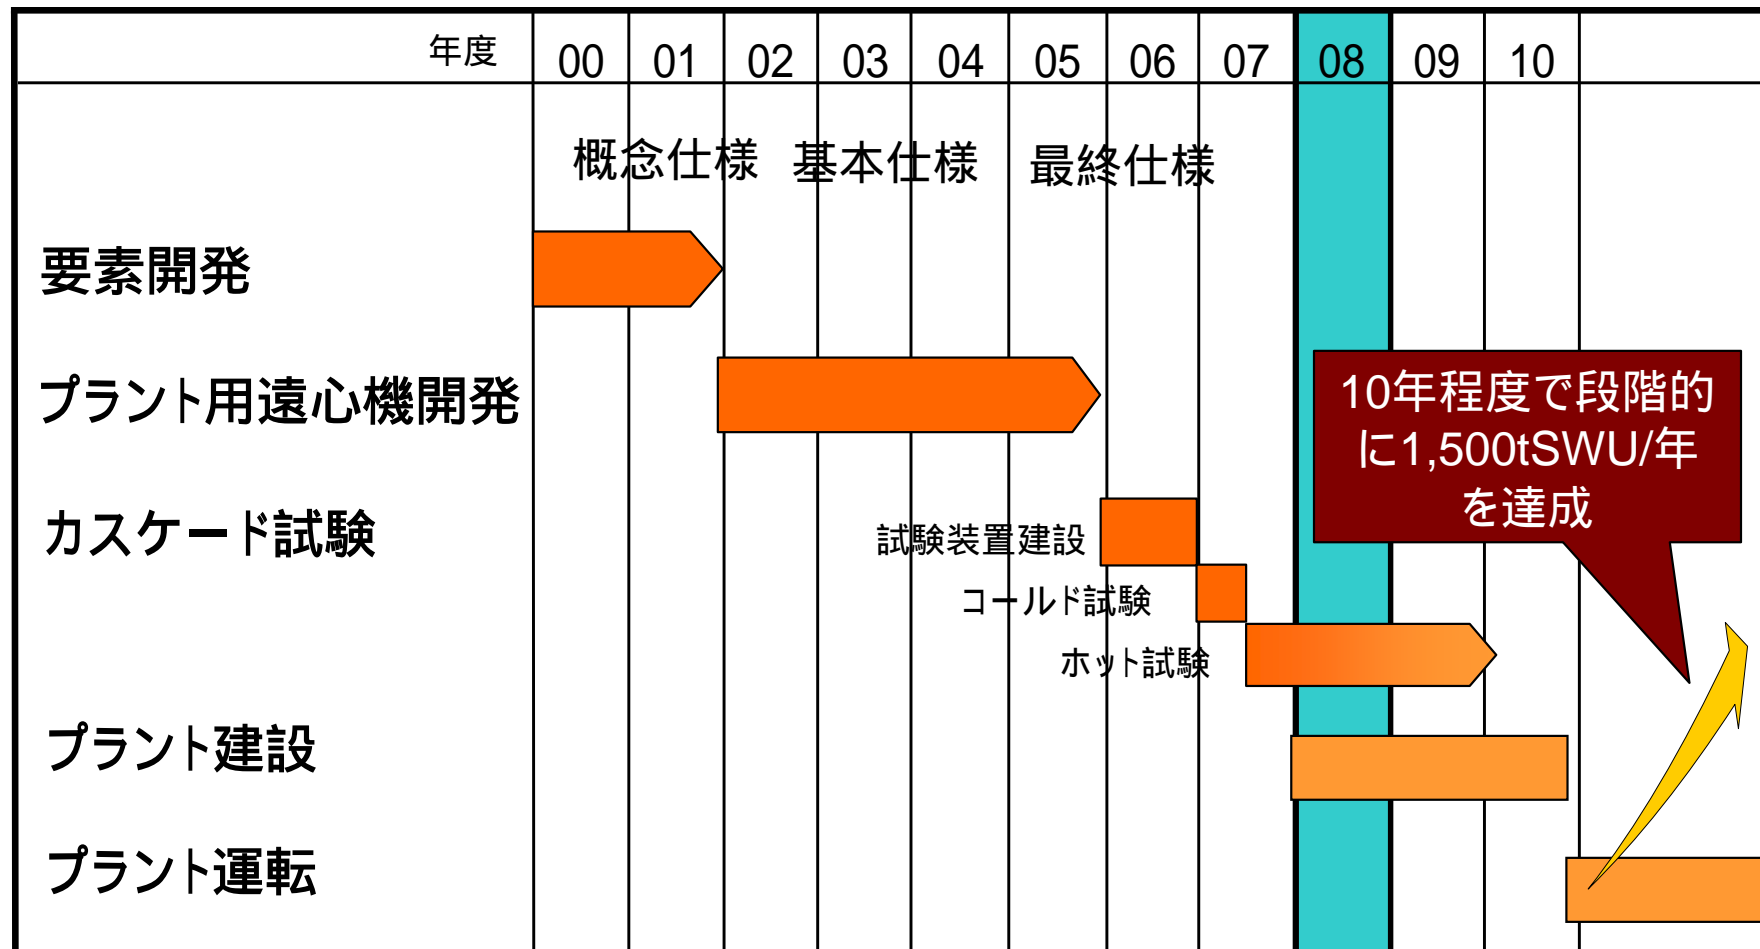 年度 00 01 02 03 04 05 06 07 08 09 10
概念仕様 基本仕様 最終仕様
要素開発
プラント用遠心機開発
10年程度で段階的
に1,500tSWU/年
を達成
カスケード試験
試験装置建設
コールド試験
ホット試験
プラント建設
プラント運転